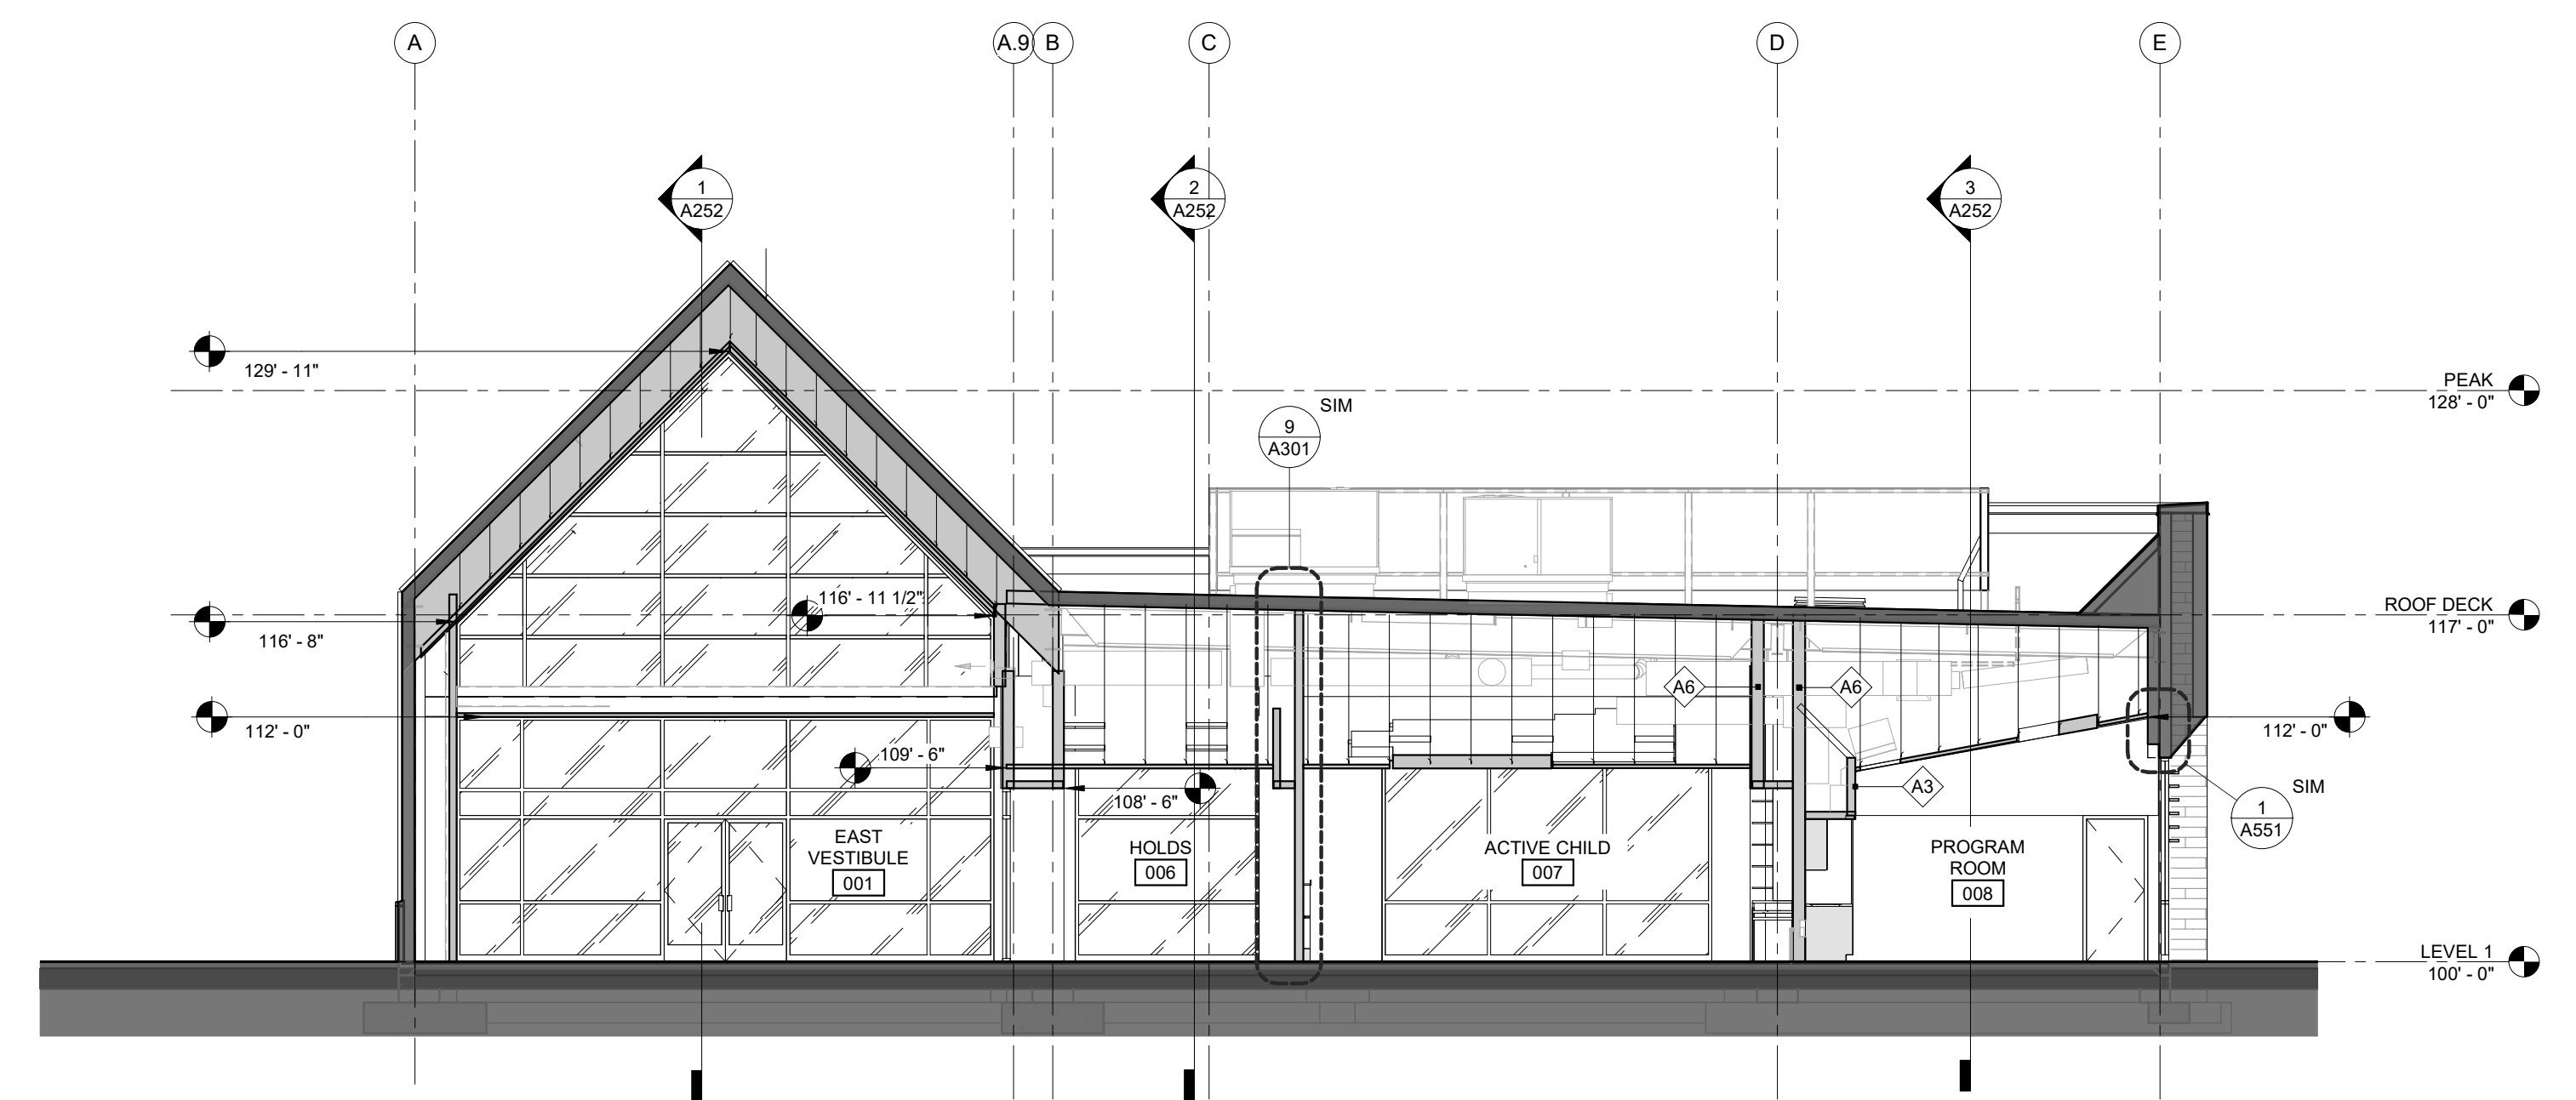 A
A.9
B
C
D
E
1
A252
2
A252
3
A252
129' - 11"
PEAK
128' - 0"
SIM
9
A301
116' - 11 1/2"
ROOF DECK
117' - 0"
116' - 8"
A6
A6
112' - 0"
112' - 0"
109' - 6"
108' - 6"
A3
SIM
1
A551
EAST
VESTIBULE
001
HOLDS
006
ACTIVE CHILD
007
PROGRAM
ROOM
008
LEVEL 1
100' - 0"